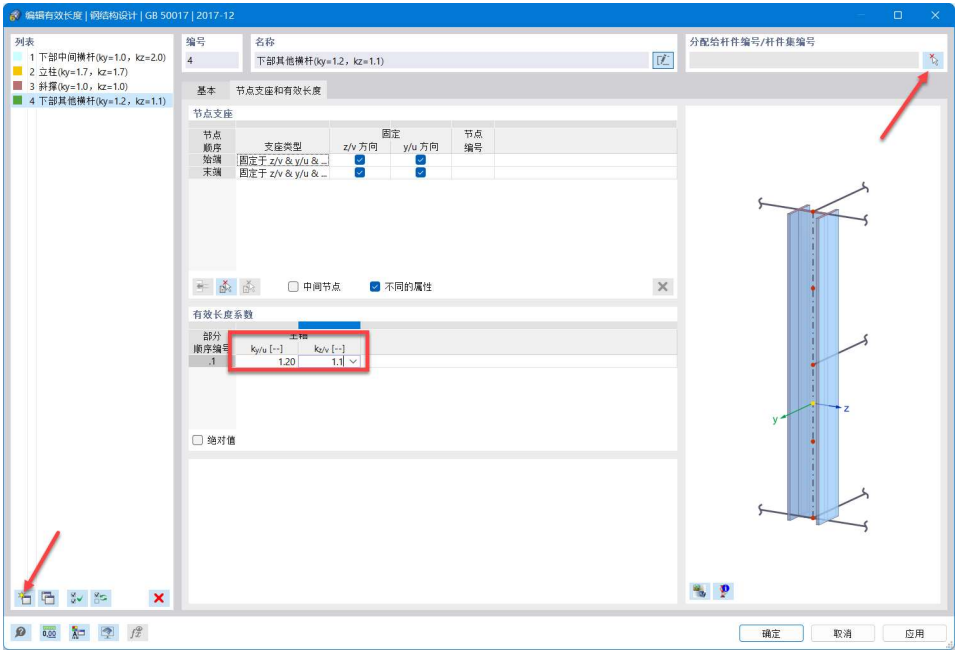 编辑有效长度 | 钢结构设计 | GB 50017 | 2017-12
列表
1 下部中间横杆(ky=1.0，kz=2.0)
2 立柱(ky=1.7，kz=1.7)
3 斜撑(ky=1.0，kz=1.0)
4 下部其他横杆(ky=1.2，kz=1.1)
编号
4
名称
下部其他横杆(ky=1.2，kz=1.1)
分配给杆件编号/杆件集编号
基本
节点支座和有效长度
节点支座
节点
顺序
支座类型
固定
z/v 方向
y/u 方向
节点
编号
始端
固定于 z/v & y/u & ...
末端
固定于 z/v & y/u & ...
中间节点
不同的属性
有效长度系数
部分
顺序编号
主轴
ky/u [--]
kz/v [--]
.1
1.20
1.1
绝对值
y
z
0,00
确定
取消
应用